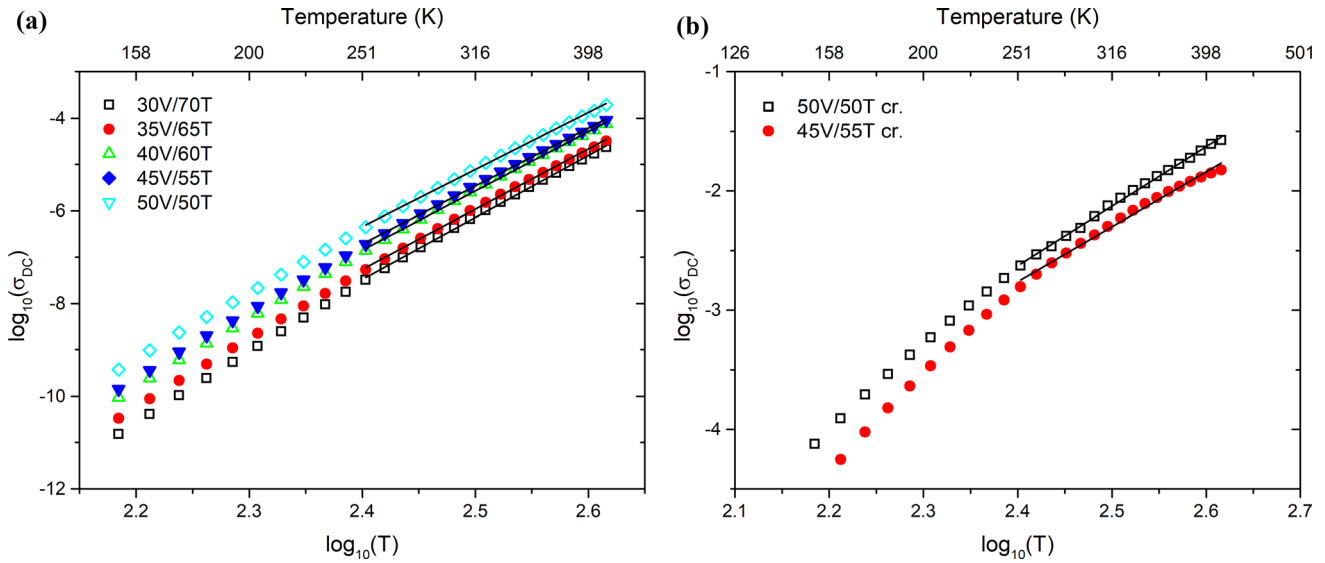 (a)
Temperature (K)
158 200 251 316 398
30V/70T
35V/65T
40V/60T
45V/55T
50V/50T
log₁₀(σDC)
-4
-6
-8
-10
-12
2.2 2.3 2.4 2.5 2.6
log₁₀(T)
(b)
Temperature (K)
126 158 200 251 316 398 501
50V/50T cr.
45V/55T cr.
log₁₀(σDC)
-1
-2
-3
-4
2.1 2.2 2.3 2.4 2.5 2.6 2.7
log₁₀(T)